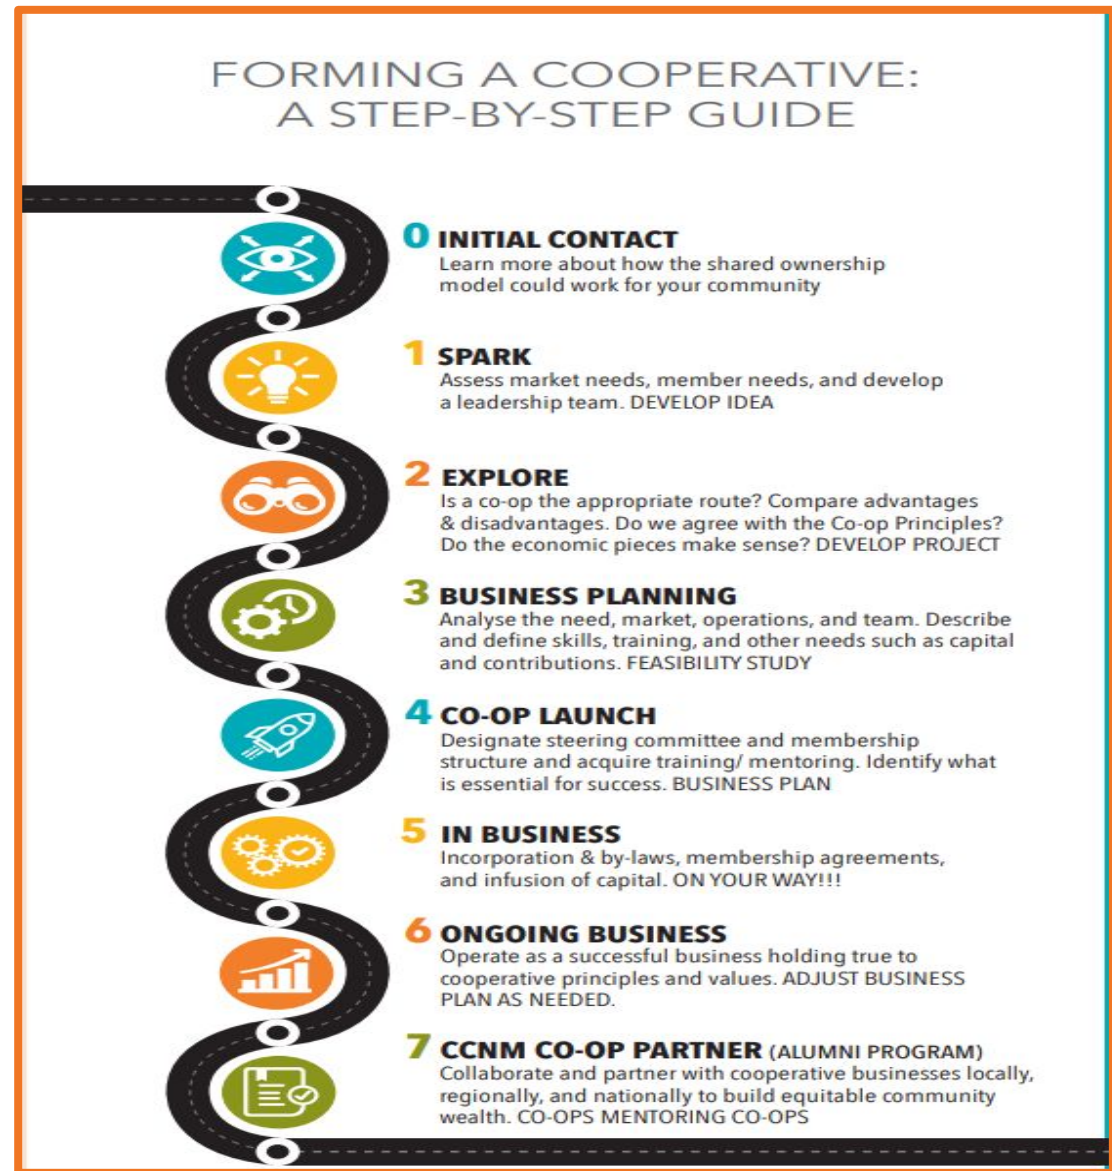 FORMING A COOPERATIVE:
A STEP-BY-STEP GUIDE
0 INITIAL CONTACT
Learn more about how the shared ownership
model could work for your community
1 SPARK
Assess market needs, member needs, and develop
a leadership team. DEVELOP IDEA
2 EXPLORE
Is a co-op the appropriate route? Compare advantages
& disadvantages. Do we agree with the Co-op Principles?
Do the economic pieces make sense? DEVELOP PROJECT
3 BUSINESS PLANNING
Analyse the need, market, operations, and team. Describe
and define skills, training, and other needs such as capital
and contributions. FEASIBILITY STUDY
4 CO-OP LAUNCH
Designate steering committee and membership
structure and acquire training/ mentoring. Identify what
is essential for success. BUSINESS PLAN
5 IN BUSINESS
Incorporation & by-laws, membership agreements,
and infusion of capital. ON YOUR WAY!!!
6 ONGOING BUSINESS
Operate as a successful business holding true to
cooperative principles and values. ADJUST BUSINESS
PLAN AS NEEDED.
7 CCNM CO-OP PARTNER (ALUMNI PROGRAM)
Collaborate and partner with cooperative businesses locally,
regionally, and nationally to build equitable community
wealth. CO-OPS MENTORING CO-OPS